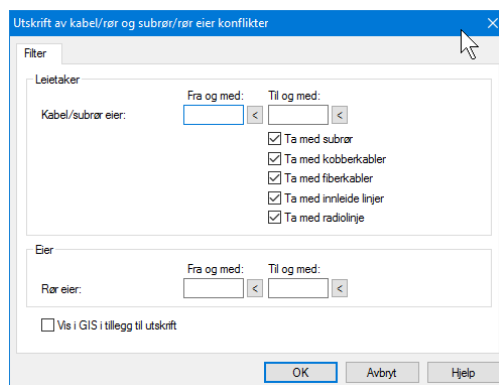 Utskrift av kabel/rør og subrør/rør eier konflikter
Filter
Leietaker
Fra og med: Til og med:
Kabel/subrør eier: < <
Ta med subrør
Ta med kobberkabler
Ta med fiberkabler
Ta med innleide linjer
Ta med radiolinje
Eier
Fra og med: Til og med:
Rør eier: < <
Vis i GIS i tillegg til utskrift
OK Avbryt Hjelp